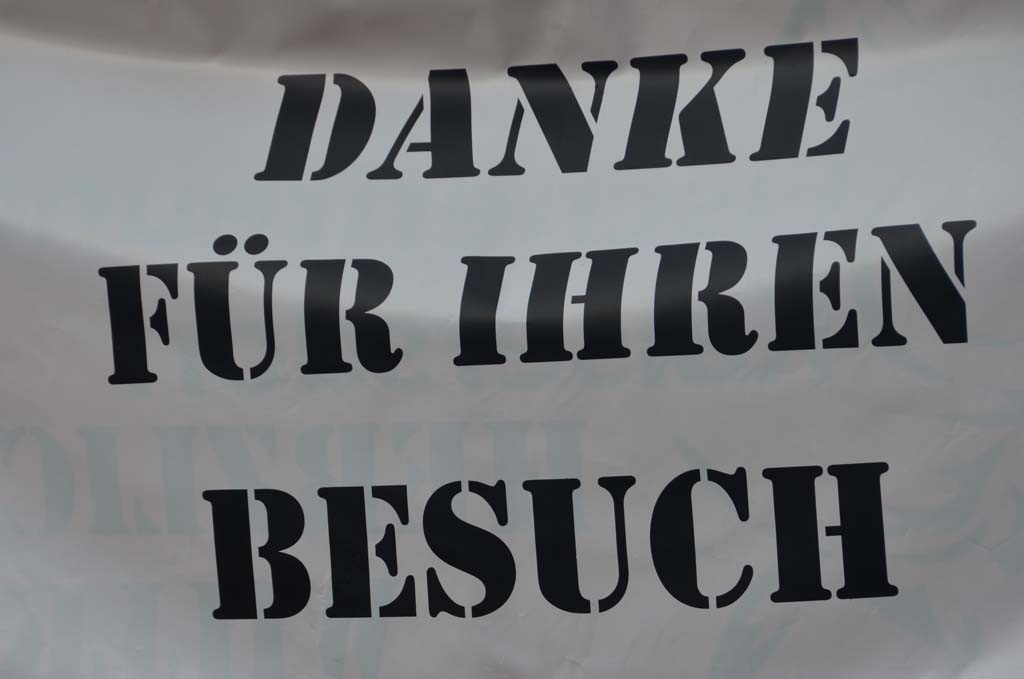 DANKE
FÜR IHREN
BESUCH